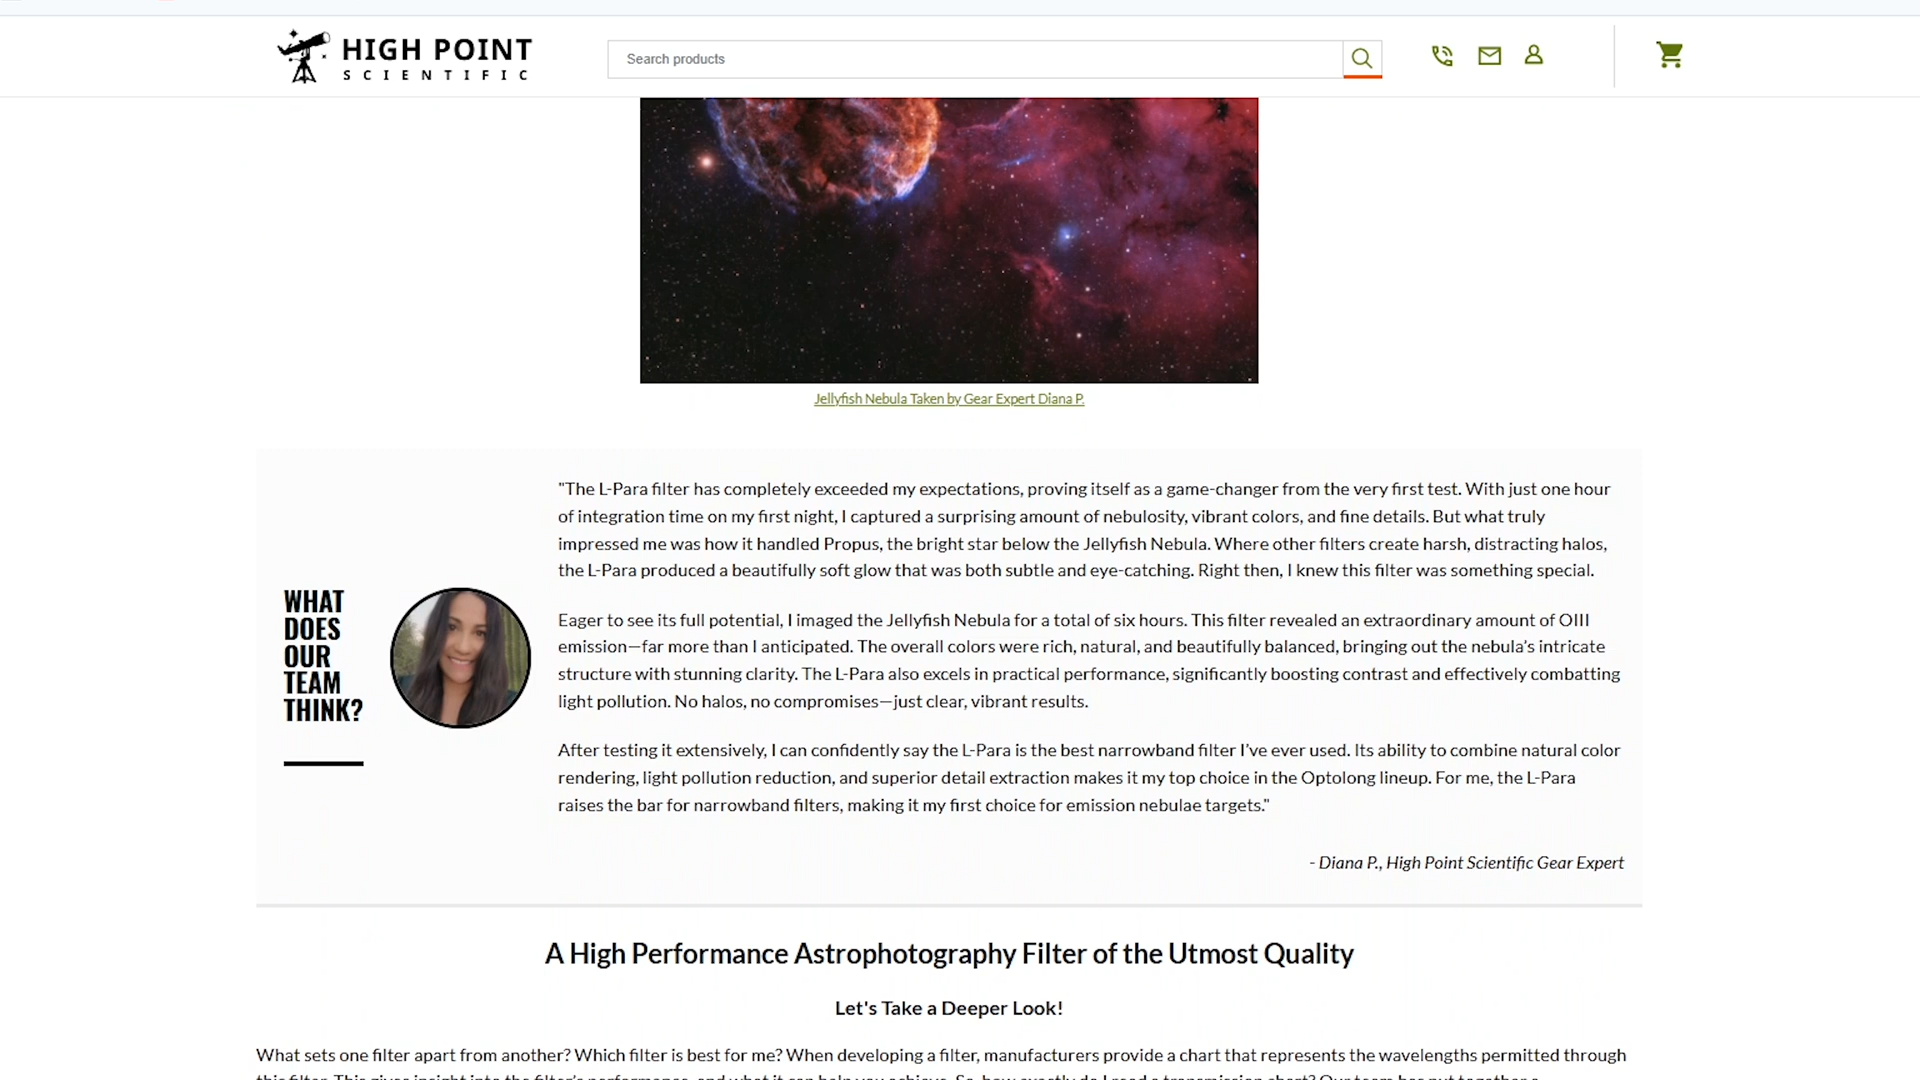 HIGH POINT
SCIENTIFIC
Search products
Jellyfish Nebula Taken by Gear Expert Diana P.
WHAT
DOES
OUR
TEAM
THINK?
"The L-Para filter has completely exceeded my expectations, proving itself as a game-changer from the very first test. With just one hour
of integration time on my first night, I captured a surprising amount of nebulosity, vibrant colors, and fine details. But what truly
impressed me was how it handled Propus, the bright star below the Jellyfish Nebula. Where other filters create harsh, distracting halos,
the L-Para produced a beautifully soft glow that was both subtle and eye-catching. Right then, I knew this filter was something special.
Eager to see its full potential, I imaged the Jellyfish Nebula for a total of six hours. This filter revealed an extraordinary amount of OIII
emission—far more than I anticipated. The overall colors were rich, natural, and beautifully balanced, bringing out the nebula's intricate
structure with stunning clarity. The L-Para also excels in practical performance, significantly boosting contrast and effectively combatting
light pollution. No halos, no compromises—just clear, vibrant results.
After testing it extensively, I can confidently say the L-Para is the best narrowband filter I've ever used. Its ability to combine natural color
rendering, light pollution reduction, and superior detail extraction makes it my top choice in the Optolong lineup. For me, the L-Para
raises the bar for narrowband filters, making it my first choice for emission nebulae targets."
- Diana P., High Point Scientific Gear Expert
A High Performance Astrophotography Filter of the Utmost Quality
Let's Take a Deeper Look!
What sets one filter apart from another? Which filter is best for me? When developing a filter, manufacturers provide a chart that represents the wavelengths permitted through